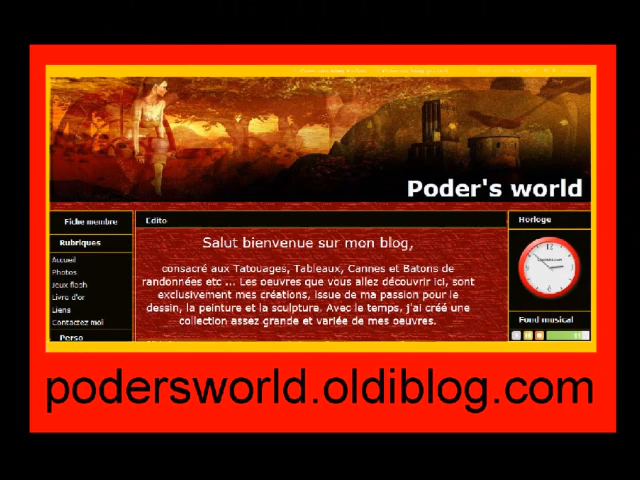 Poder's world
Fiche membre
Edito
Horloge
Rubriques
Salut bienvenue sur mon blog,
Accueil
Photos
Jeux flash
Livre d'or
Liens
Contactez moi
Perso
consacré aux Tatouages, Tableaux, Cannes et Batons de
randonnées etc ... Les oeuvres que vous allez découvrir ici, sont
exclusivement mes créations, issue de ma passion pour le
dessin, la peinture et la sculpture. Avec le temps, j'ai créé une
collection assez grande et variée de mes oeuvres.
Fond musical
podersworld.oldiblog.com